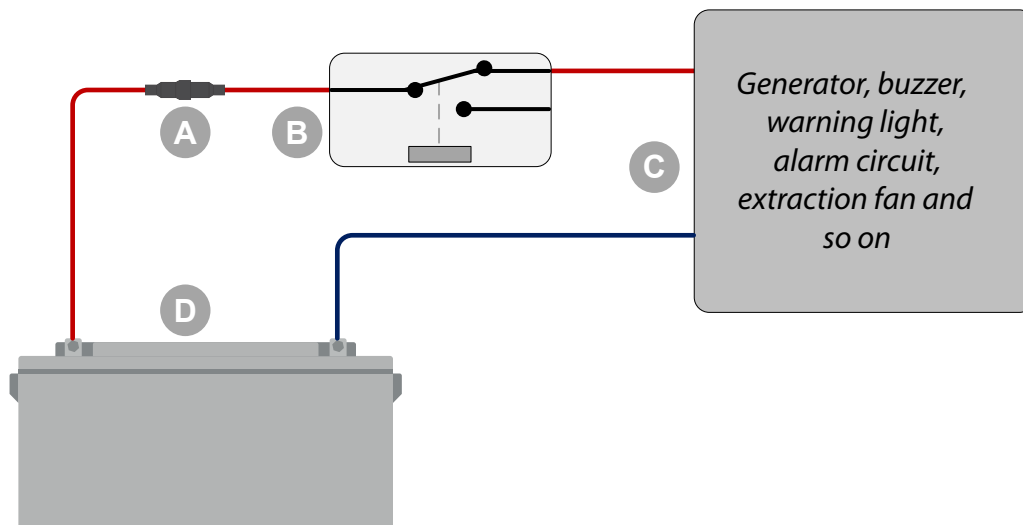 A
B
Generator, buzzer,
warning light,
alarm circuit,
extraction fan and
so on
C
D